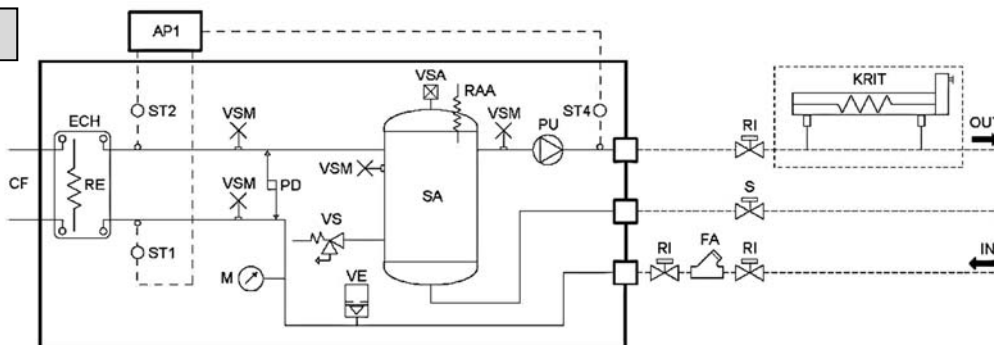 AP1
KRIT
VSA
RAA
ST2
VSM
VSM
ST4
ECH
PU
RI
OUT
VSM
VSM
CF
RE
PD
SA
S
VS
ST1
RI
FA
RI
IN
M
VE